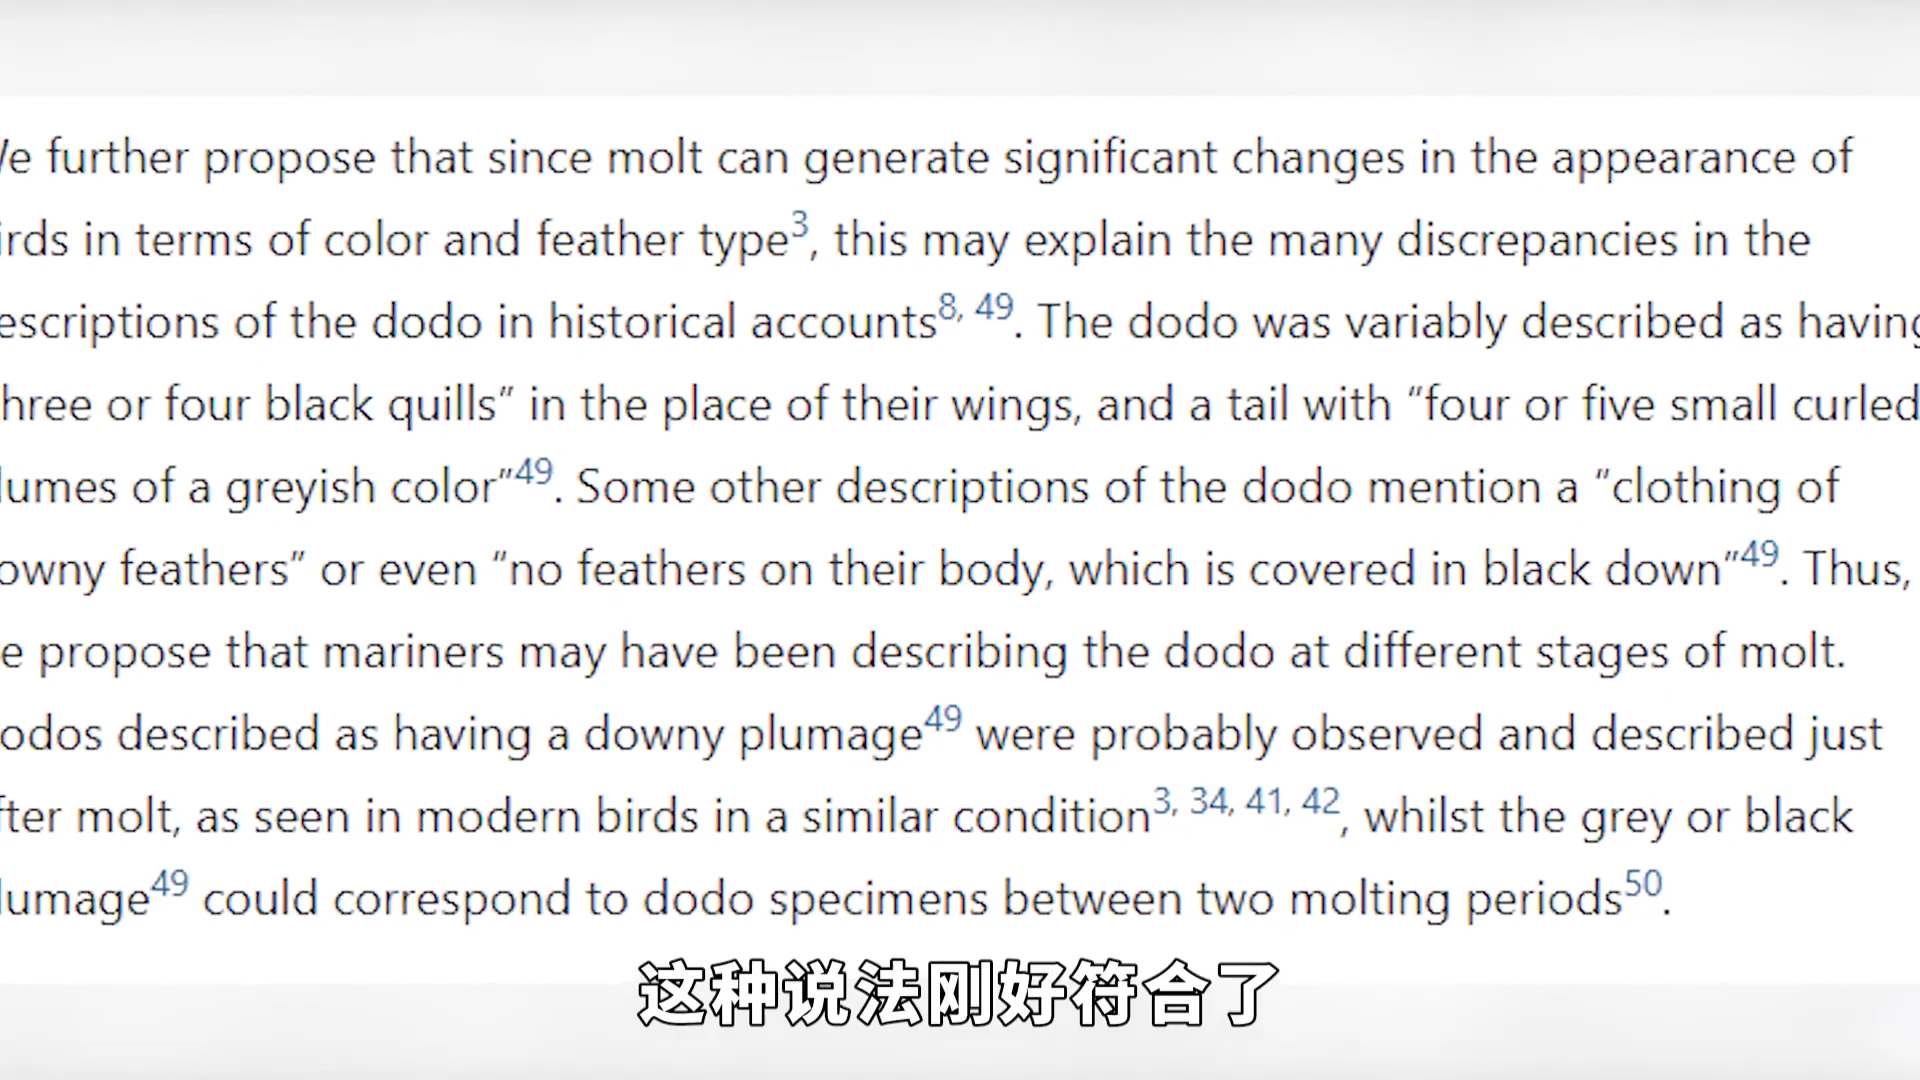 e further propose that since molt can generate significant changes in the appearance of
irds in terms of color and feather type3, this may explain the many discrepancies in the
escriptions of the dodo in historical accounts8, 49. The dodo was variably described as having
hree or four black quills” in the place of their wings, and a tail with “four or five small curled
lumes of a greyish color”49. Some other descriptions of the dodo mention a “clothing of
owny feathers” or even “no feathers on their body, which is covered in black down”49. Thus,
e propose that mariners may have been describing the dodo at different stages of molt.
odos described as having a downy plumage49 were probably observed and described just
fter molt, as seen in modern birds in a similar condition3, 34, 41, 42, whilst the grey or black
lumage49 could correspond to dodo specimens between two molting periods50.
这种说法刚好符合了